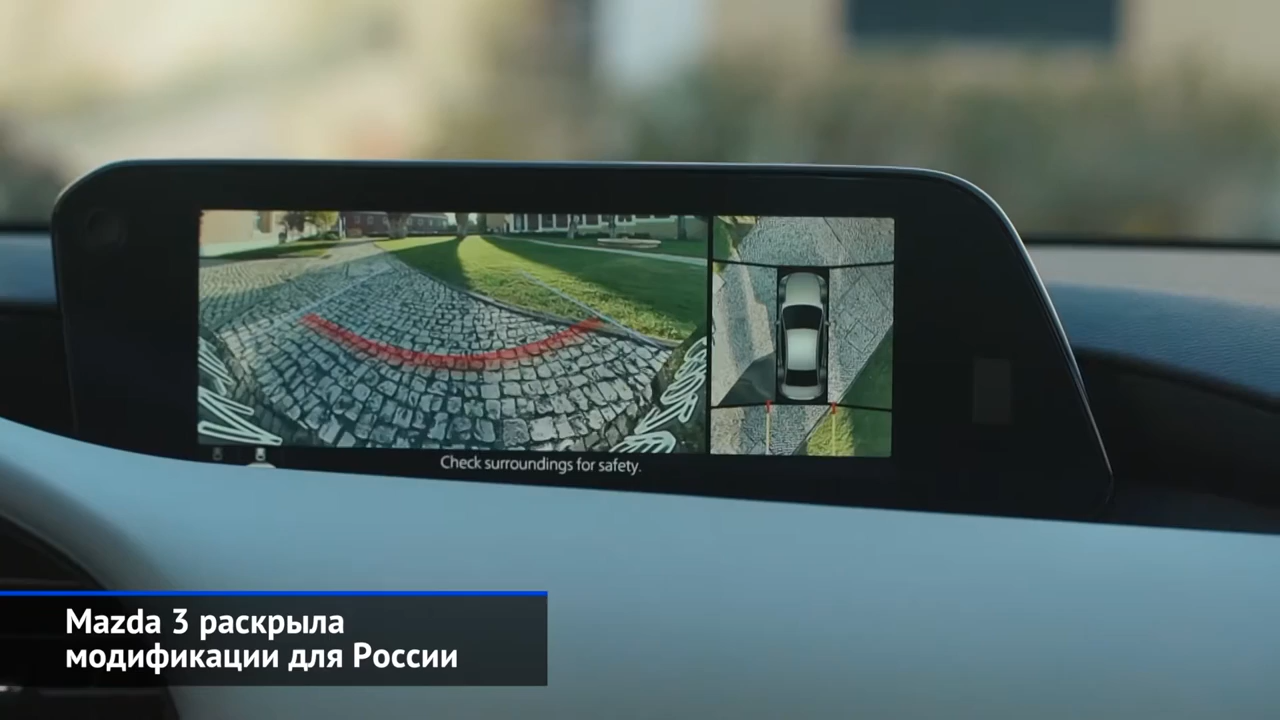 Check surroundings for safety.
Mazda 3 раскрыла
модификации для России